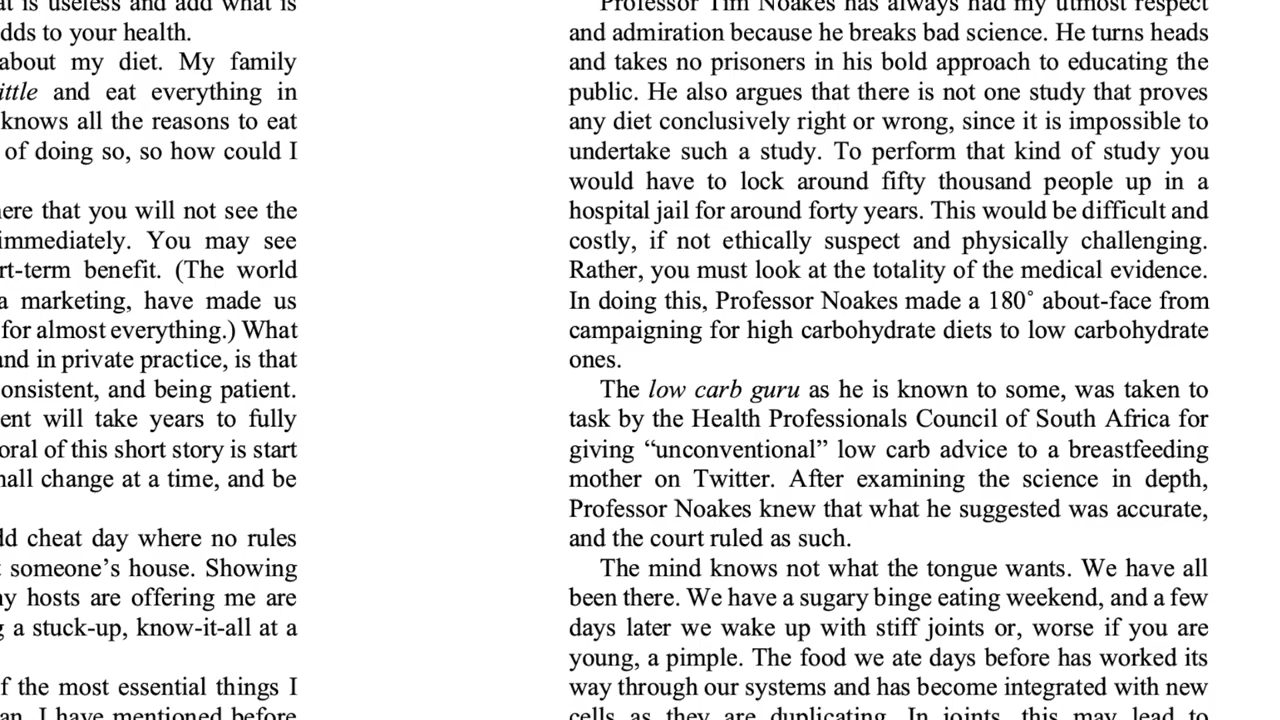 at is useless and add what is
dds to your health.
about my diet. My family
ittle and eat everything in
knows all the reasons to eat
of doing so, so how could I
ere that you will not see the
immediately. You may see
rt-term benefit. (The world
a marketing, have made us
for almost everything.) What
and in private practice, is that
onsistent, and being patient.
ent will take years to fully
oral of this short story is start
mall change at a time, and be
dd cheat day where no rules
t someone’s house. Showing
ny hosts are offering me are
g a stuck-up, know-it-all at a
f the most essential things I
an. I have mentioned before
Professor Tim Noakes has always had my utmost respect
and admiration because he breaks bad science. He turns heads
and takes no prisoners in his bold approach to educating the
public. He also argues that there is not one study that proves
any diet conclusively right or wrong, since it is impossible to
undertake such a study. To perform that kind of study you
would have to lock around fifty thousand people up in a
hospital jail for around forty years. This would be difficult and
costly, if not ethically suspect and physically challenging.
Rather, you must look at the totality of the medical evidence.
In doing this, Professor Noakes made a 180° about-face from
campaigning for high carbohydrate diets to low carbohydrate
ones.
The low carb guru as he is known to some, was taken to
task by the Health Professionals Council of South Africa for
giving “unconventional” low carb advice to a breastfeeding
mother on Twitter. After examining the science in depth,
Professor Noakes knew that what he suggested was accurate,
and the court ruled as such.
The mind knows not what the tongue wants. We have all
been there. We have a sugary binge eating weekend, and a few
days later we wake up with stiff joints or, worse if you are
young, a pimple. The food we ate days before has worked its
way through our systems and has become integrated with new
cells as they are duplicating. In joints, this may lead to